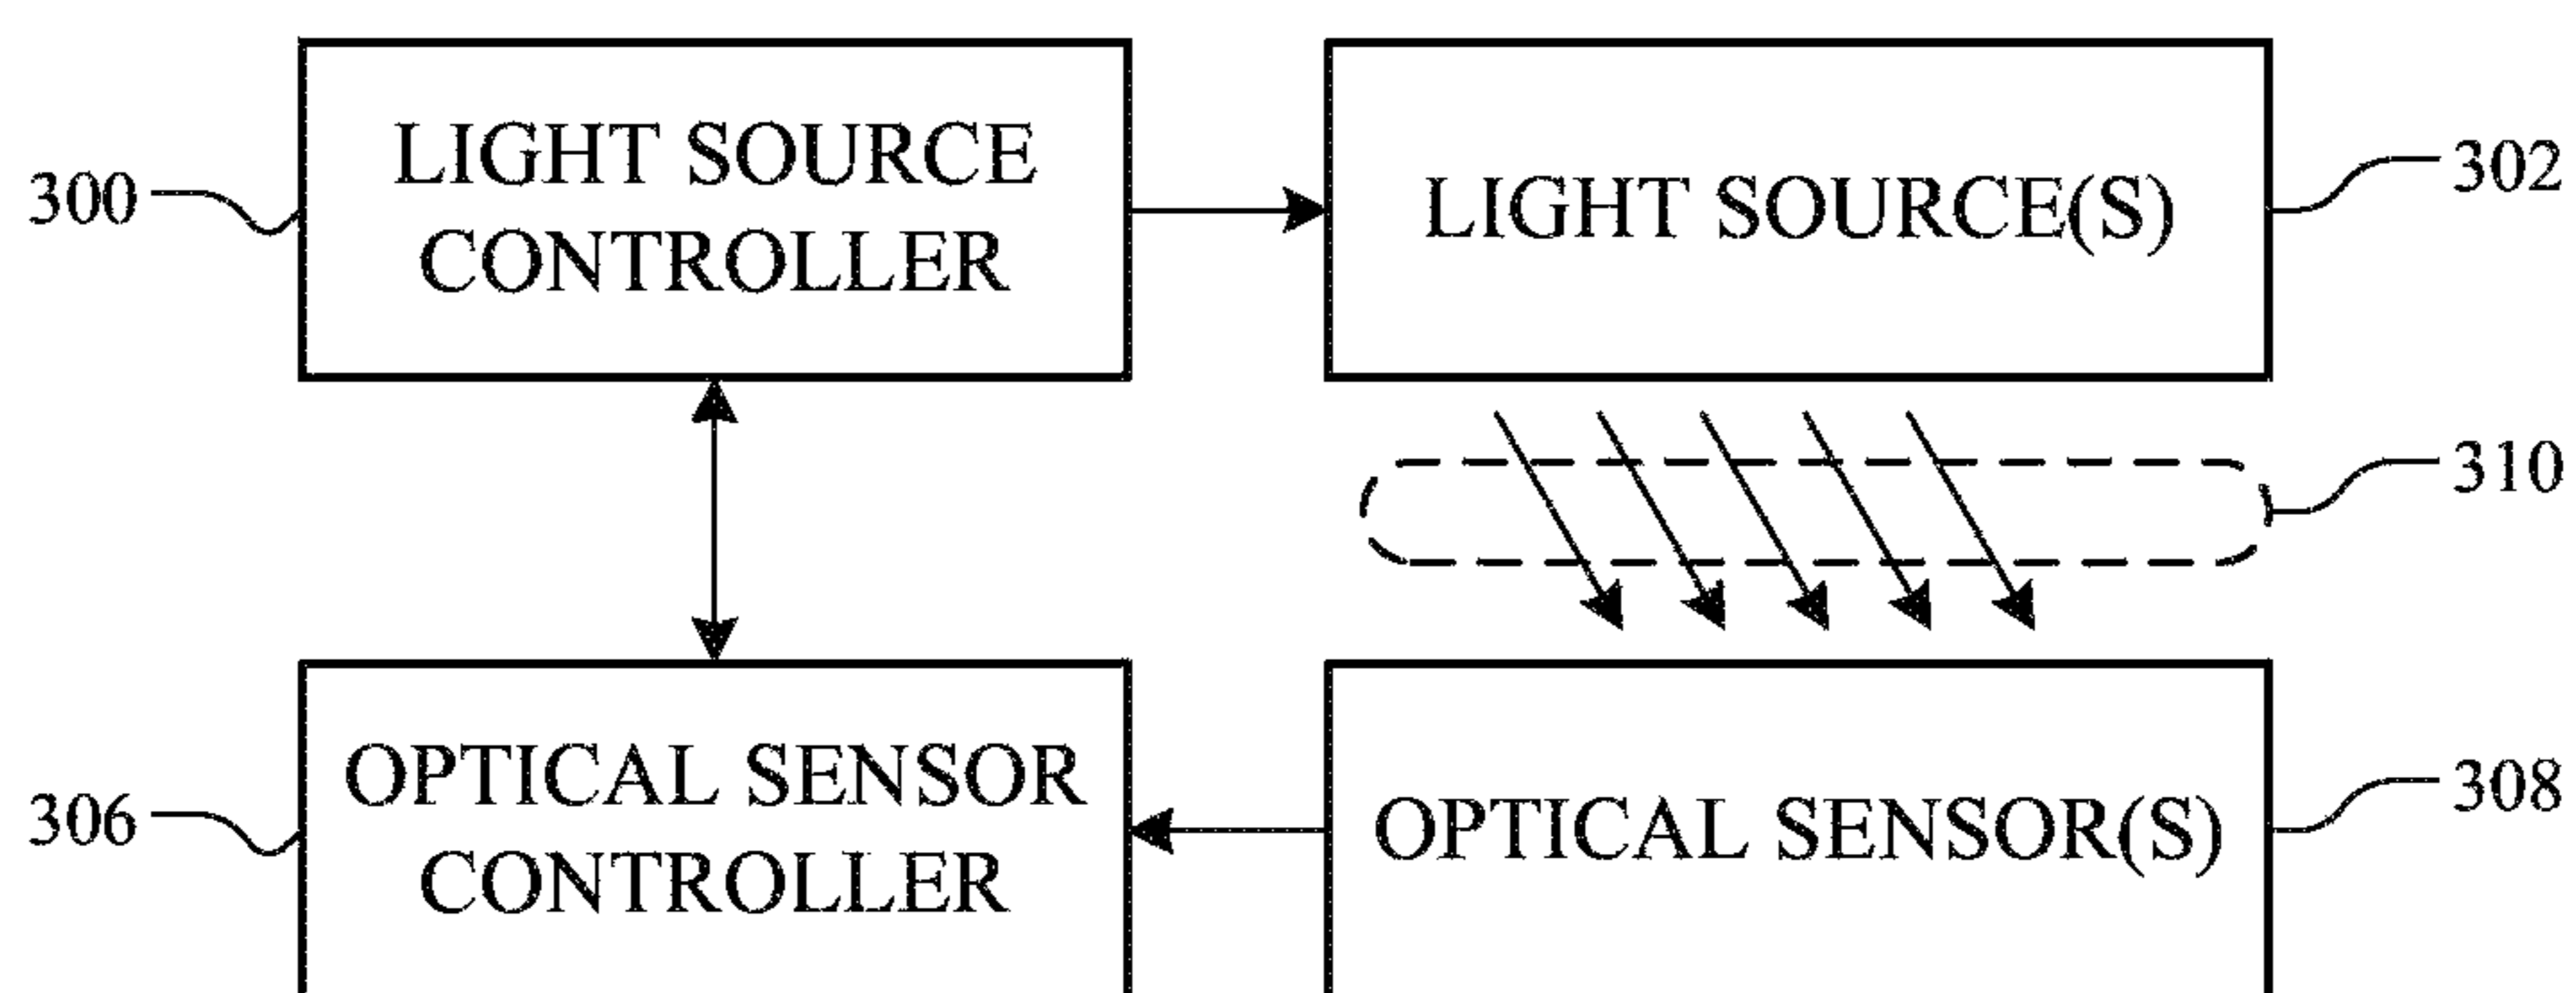 300
LIGHT SOURCE
CONTROLLER
LIGHT SOURCE(S)
302
310
306
OPTICAL SENSOR
CONTROLLER
OPTICAL SENSOR(S)
308